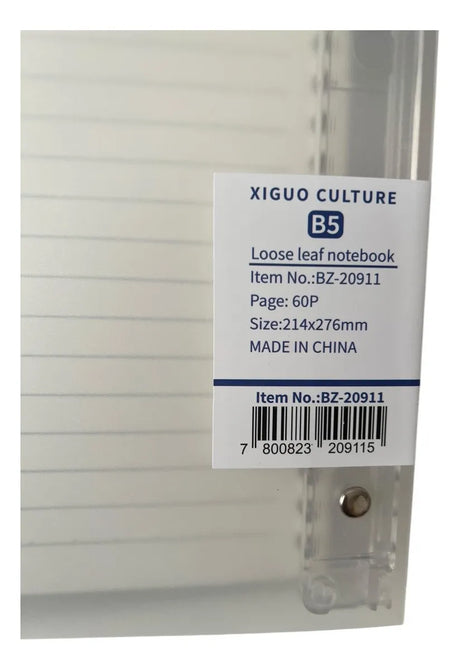 XIGUO CULTURE
B5
Loose leaf notebook
Item No.:BZ-20911
Page: 60P
Size:214x276mm
MADE IN CHINA
Item No.:BZ-20911
7 800823 209115